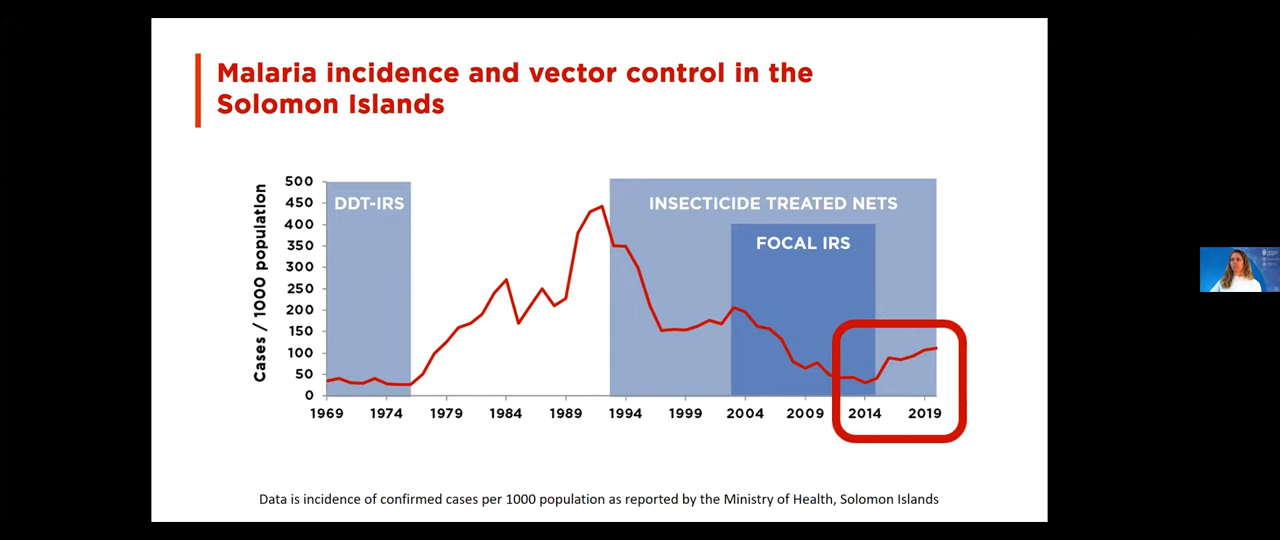 Malaria incidence and vector control in the
Solomon Islands
Cases / 1000 population
500
450
400
350
300
250
200
150
100
50
0
DDT-IRS
INSECTICIDE TREATED NETS
FOCAL IRS
1969 1974 1979 1984 1989 1994 1999 2004 2009 2014 2019
Data is incidence of confirmed cases per 1000 population as reported by the Ministry of Health, Solomon Islands